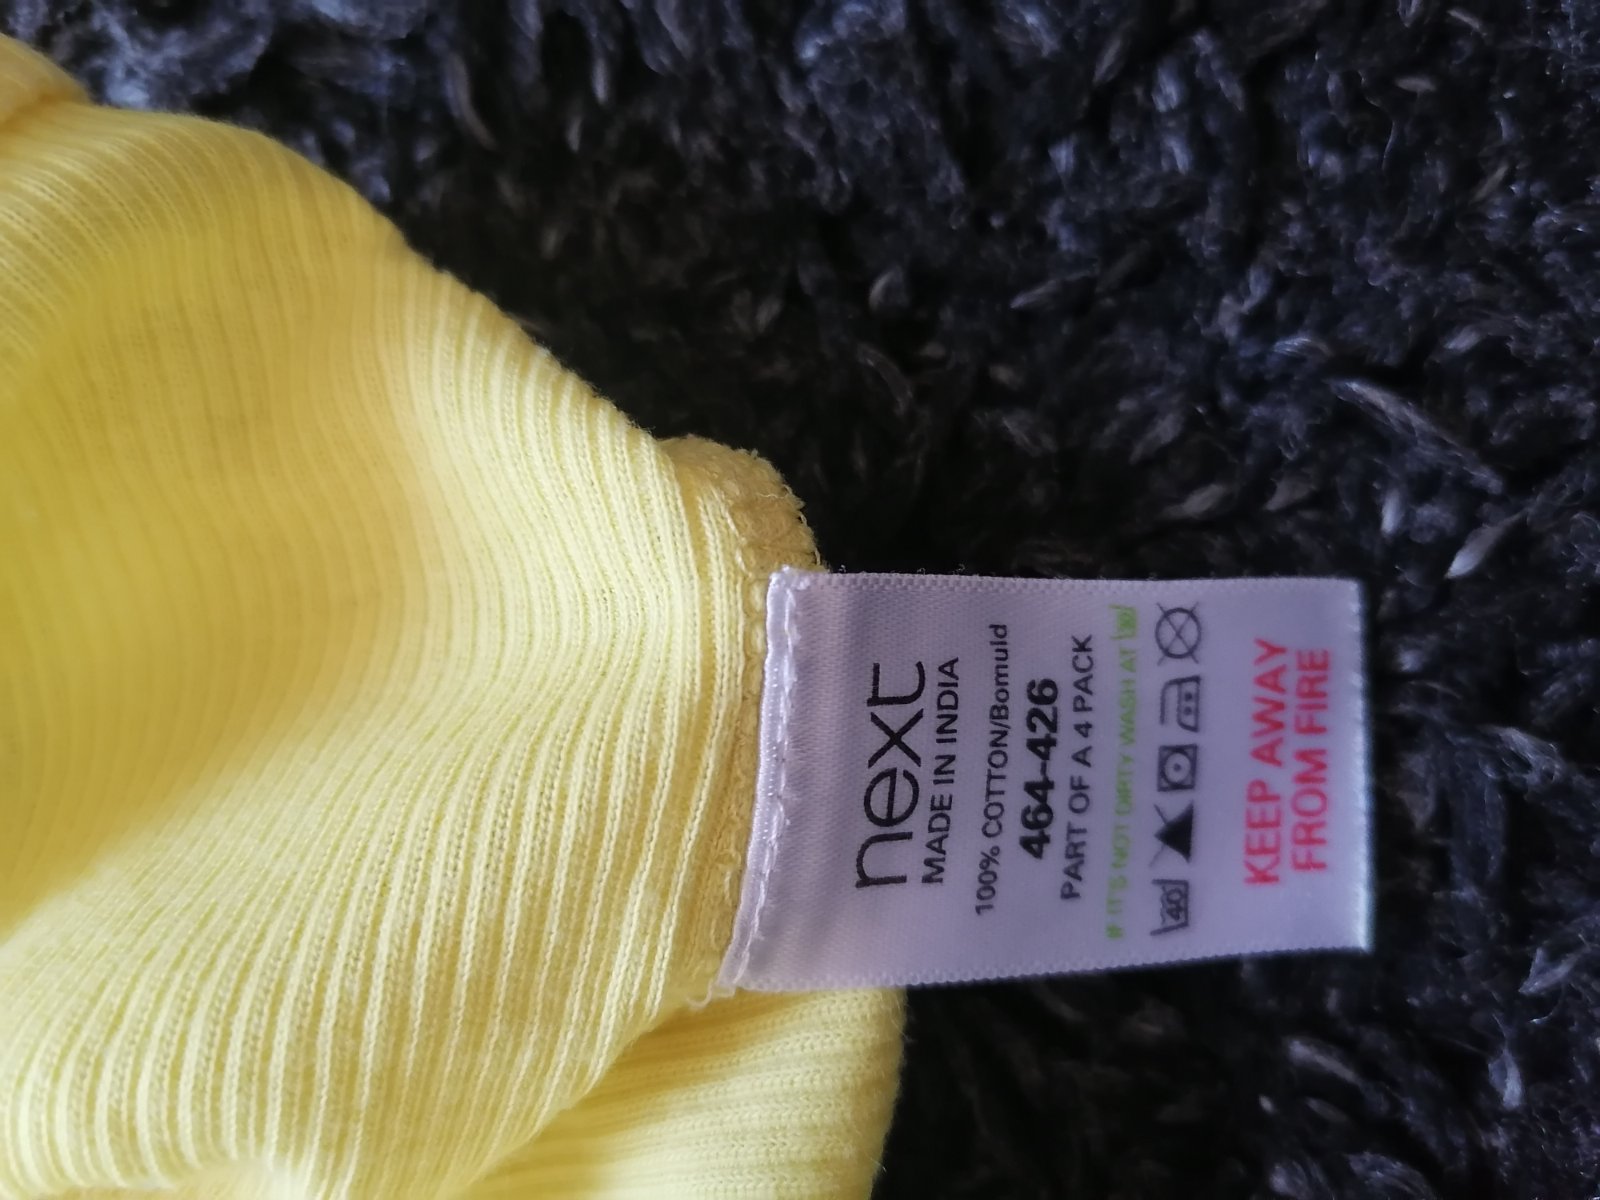 next
MADE IN INDIA
100% COTTON/Bomuld
464-426
PART OF A 4 PACK
IF IT'S NOT DIRTY WASH AT 30
40
KEEP AWAY
FROM FIRE